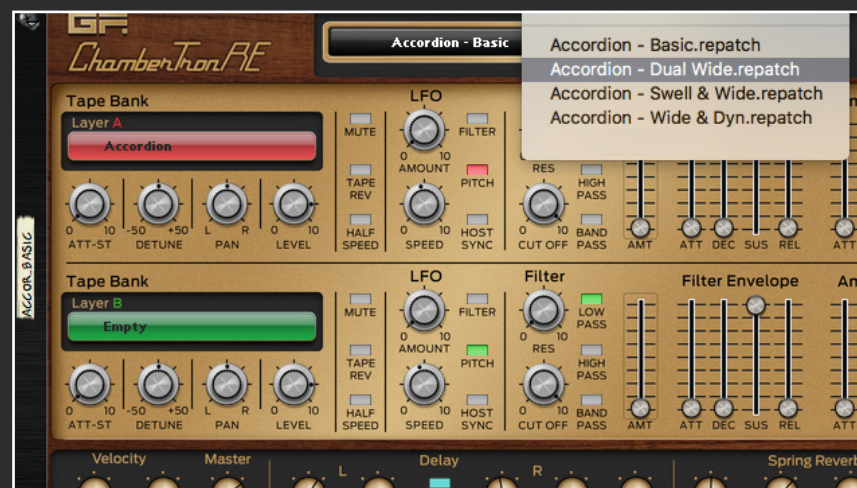 GF.
ChamberTron RE
Accordion - Basic
Accordion - Basic.repatch
Accordion - Dual Wide.repatch
Accordion - Swell & Wide.repatch
Accordion - Wide & Dyn.repatch
ACCOR_BASIC
Tape Bank
Layer A
Accordion
0 10 -50 +50 L R 0 10
ATT-ST DETUNE PAN LEVEL
MUTE
TAPE REV
HALF SPEED
LFO
0 10
AMOUNT
0 10
SPEED
FILTER
PITCH
HOST SYNC
0 10
RES
0 10
CUT OFF
HIGH PASS
BAND PASS
AMT
ATT DEC SUS REL
ATT
Tape Bank
Layer B
Empty
0 10 -50 +50 L R 0 10
ATT-ST DETUNE PAN LEVEL
MUTE
TAPE REV
HALF SPEED
LFO
0 10
AMOUNT
0 10
SPEED
FILTER
PITCH
HOST SYNC
Filter
0 10
RES
0 10
CUT OFF
LOW PASS
HIGH PASS
BAND PASS
AMT
Filter Envelope
ATT DEC SUS REL
ATT
Velocity Master Delay Spring Reverb
L R